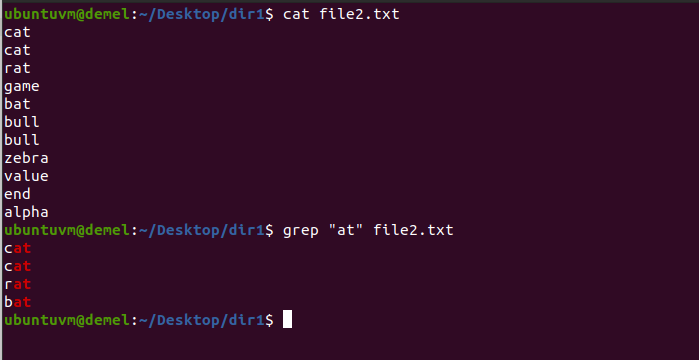 ubuntuvm@demel:~/Desktop/dir1$ cat file2.txt
cat
cat
rat
game
bat
bull
bull
zebra
value
end
alpha
ubuntuvm@demel:~/Desktop/dir1$ grep "at" file2.txt
cat
cat
rat
bat
ubuntuvm@demel:~/Desktop/dir1$